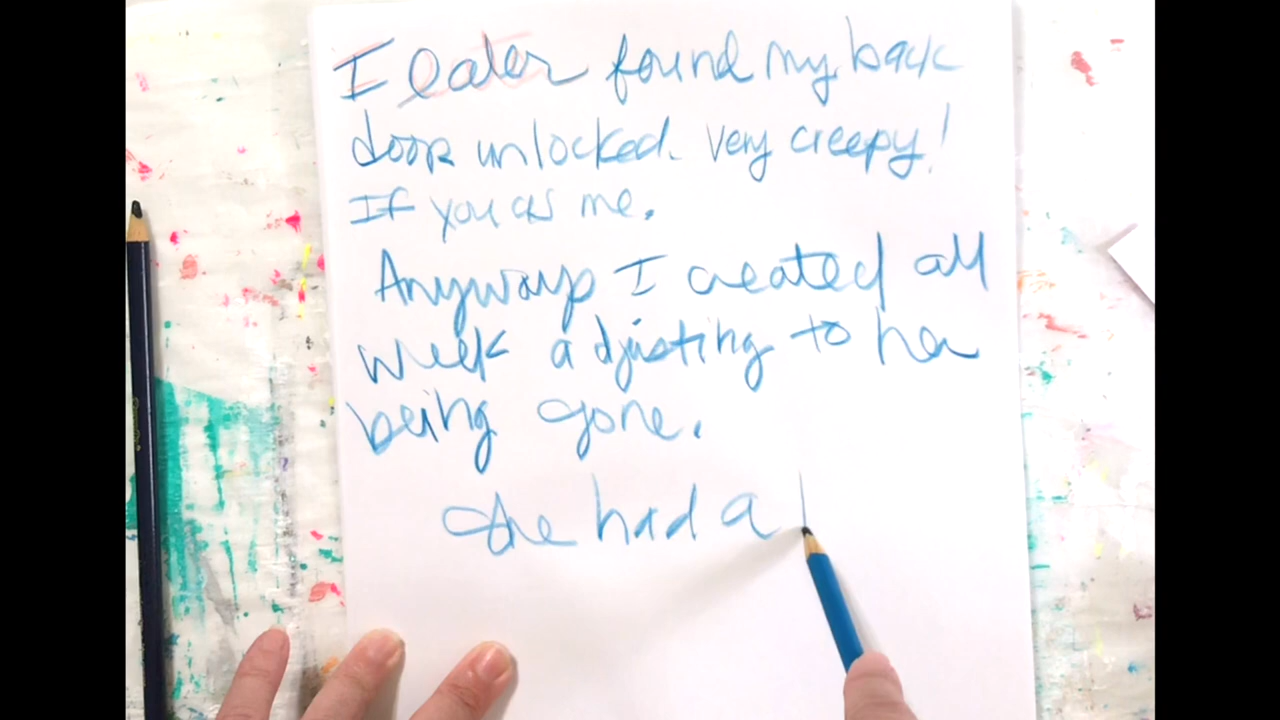 I later found my back
door unlocked. Very creepy!
If you as me.
Anyways I created all
week adjusting to her
being gone.
She had a